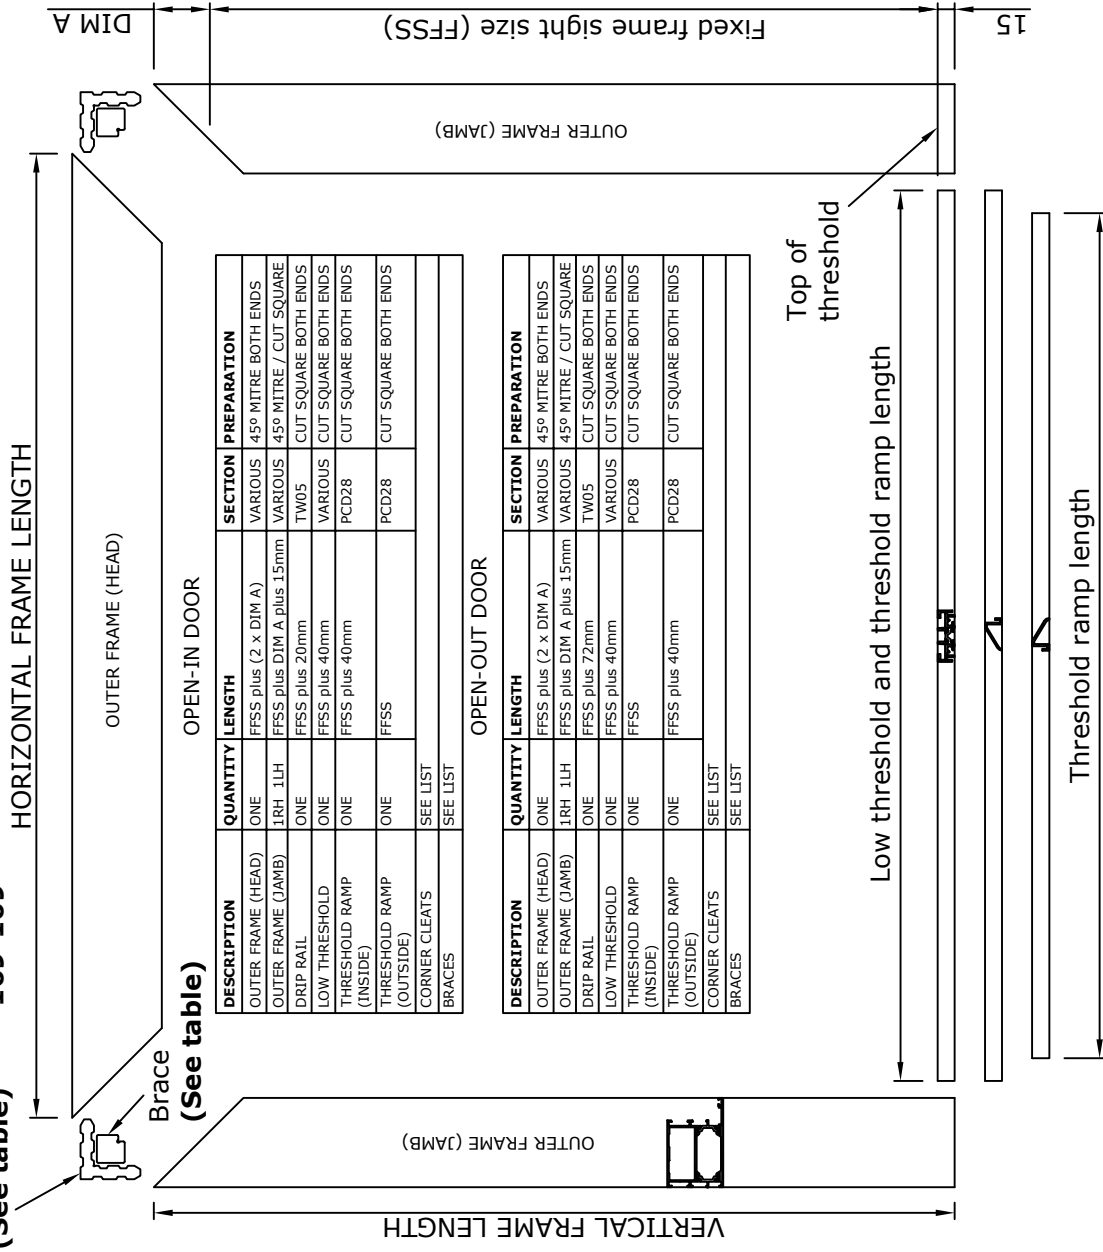 (See table)
HORIZONTAL FRAME LENGTH
OUTER FRAME (HEAD)
DIM A
Brace
(See table)
VERTICAL FRAME LENGTH
OUTER FRAME (JAMB)
OPEN-IN DOOR
DESCRIPTION QUANTITY LENGTH SECTION PREPARATION
OUTER FRAME (HEAD) ONE FFSS plus (2 x DIM A) VARIOUS 45º MITRE BOTH ENDS
OUTER FRAME (JAMB) 1RH 1LH FFSS plus DIM A plus 15mm VARIOUS 45º MITRE / CUT SQUARE
DRIP RAIL ONE FFSS plus 20mm TW05 CUT SQUARE BOTH ENDS
LOW THRESHOLD ONE FFSS plus 40mm VARIOUS CUT SQUARE BOTH ENDS
THRESHOLD RAMP ONE FFSS plus 40mm PCD28 CUT SQUARE BOTH ENDS
(INSIDE)
THRESHOLD RAMP ONE FFSS PCD28 CUT SQUARE BOTH ENDS
(OUTSIDE)
CORNER CLEATS SEE LIST
BRACES SEE LIST
OPEN-OUT DOOR
DESCRIPTION QUANTITY LENGTH SECTION PREPARATION
OUTER FRAME (HEAD) ONE FFSS plus (2 x DIM A) VARIOUS 45º MITRE BOTH ENDS
OUTER FRAME (JAMB) 1RH 1LH FFSS plus DIM A plus 15mm VARIOUS 45º MITRE / CUT SQUARE
DRIP RAIL ONE FFSS plus 72mm TW05 CUT SQUARE BOTH ENDS
LOW THRESHOLD ONE FFSS plus 40mm VARIOUS CUT SQUARE BOTH ENDS
THRESHOLD RAMP ONE FFSS PCD28 CUT SQUARE BOTH ENDS
(INSIDE)
THRESHOLD RAMP ONE FFSS plus 40mm PCD28 CUT SQUARE BOTH ENDS
(OUTSIDE)
CORNER CLEATS SEE LIST
BRACES SEE LIST
OUTER FRAME (JAMB)
Fixed frame sight size (FFSS)
Top of
threshold
15
Low threshold and threshold ramp length
Threshold ramp length